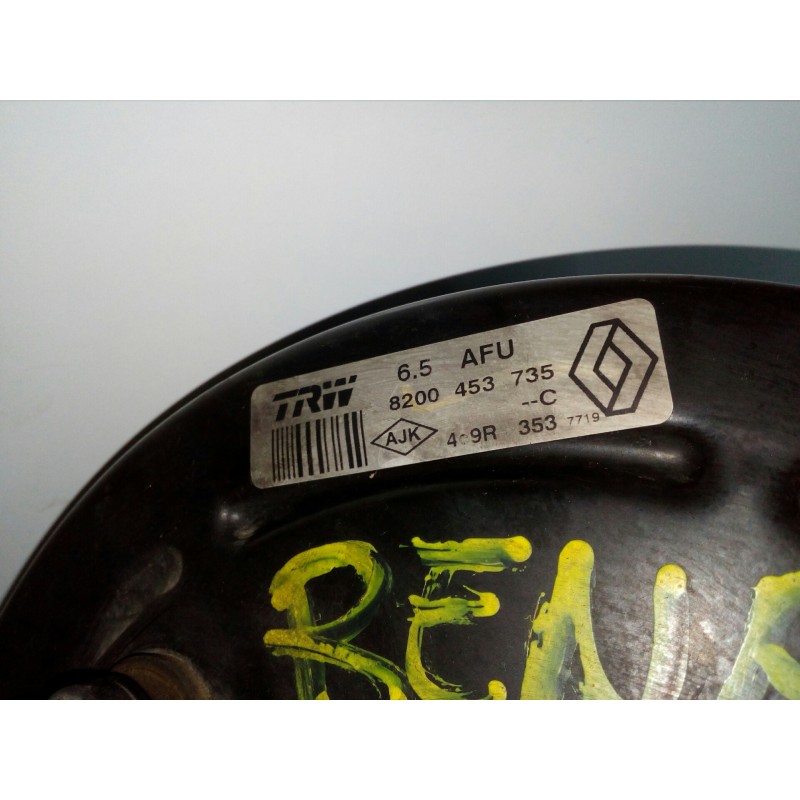 TRW
6.5 AFU
8200 453 735
--C
AJK
353 7719